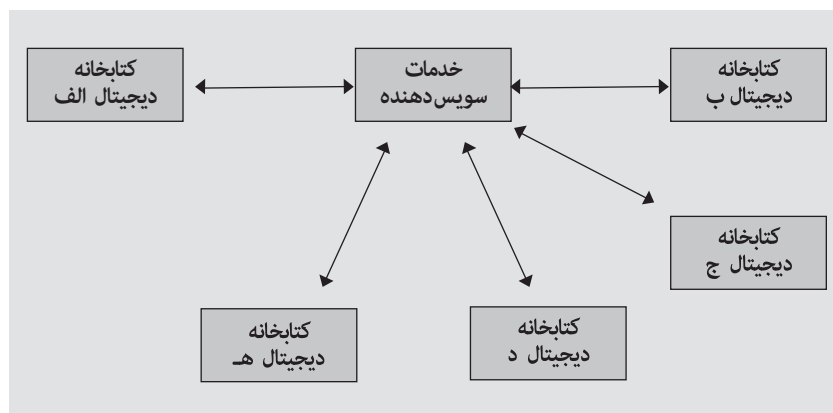 کتابخانه
دیجیتال ب
خدمات
سویس‌دهنده
کتابخانه
دیجیتال الف
کتابخانه
دیجیتال ج
کتابخانه
دیجیتال د
کتابخانه
دیجیتال هـ